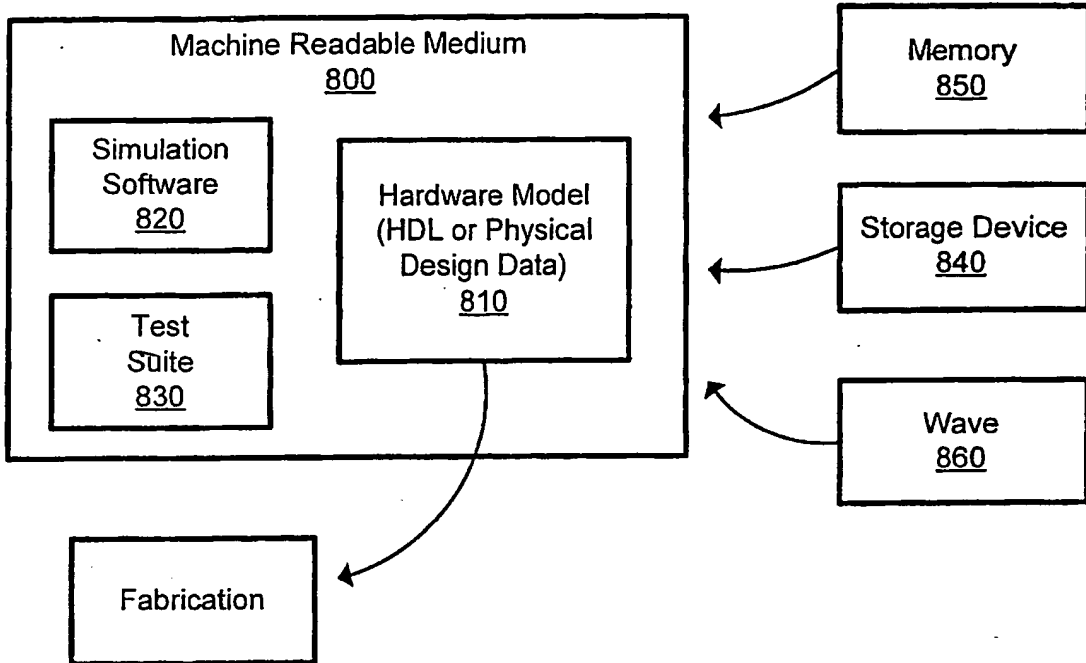 Machine Readable Medium
800
Simulation
Software
820
Test
Suite
830
Hardware Model
(HDL or Physical
Design Data)
810
Memory
850
Storage Device
840
Wave
860
Fabrication